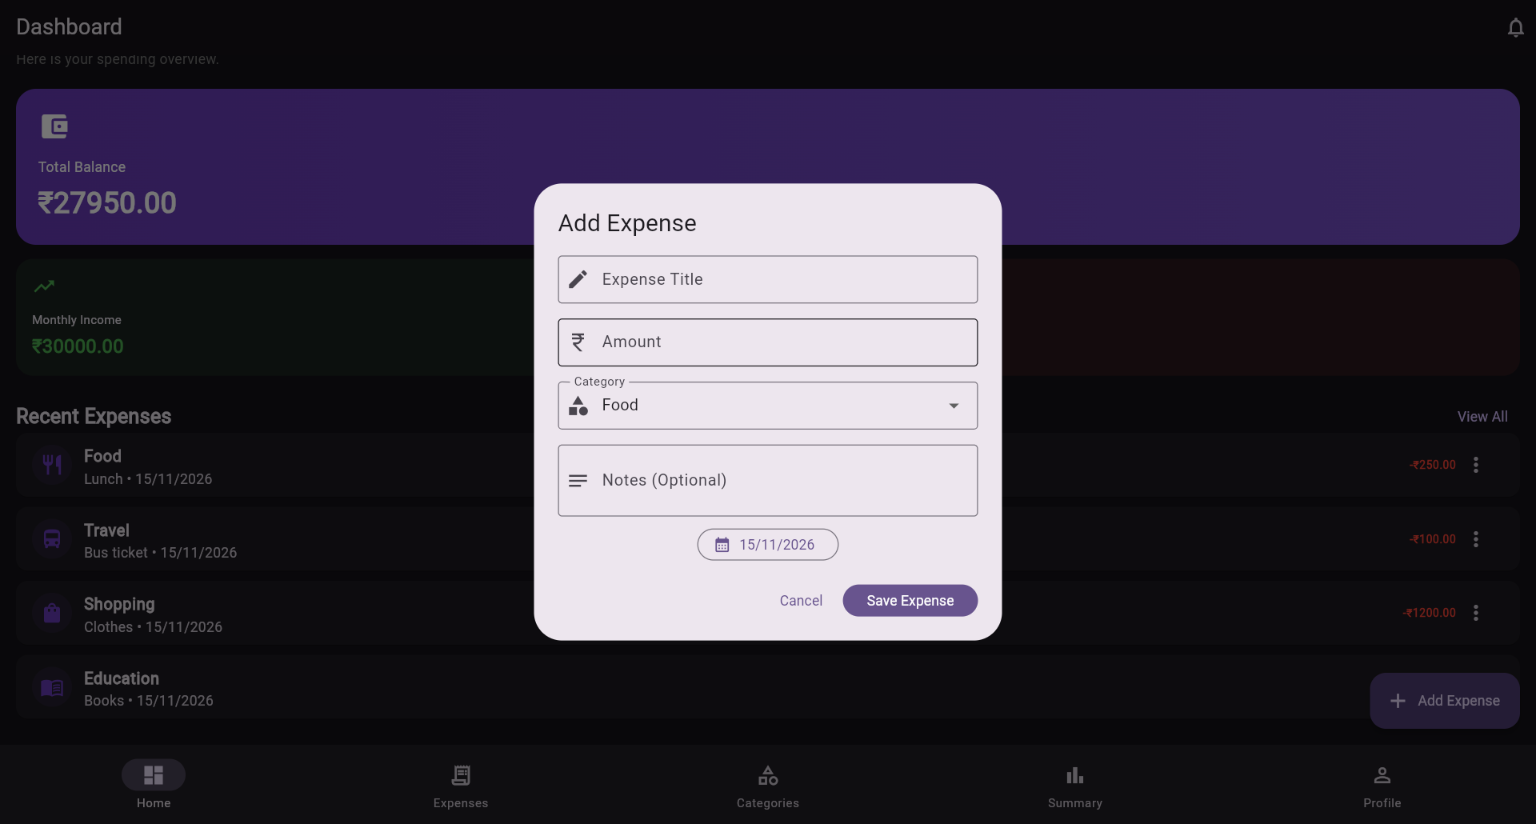 Dashboard
Here is your spending overview.
Total Balance
₹27950.00
Monthly Income
₹30000.00
Recent Expenses
View All
Food
Lunch • 15/11/2026
-₹250.00
Travel
Bus ticket • 15/11/2026
-₹100.00
Shopping
Clothes • 15/11/2026
-₹1200.00
Education
Books • 15/11/2026
Add Expense
Expense Title
₹ Amount
Category
Food
Notes (Optional)
15/11/2026
Cancel
Save Expense
+ Add Expense
Home
Expenses
Categories
Summary
Profile